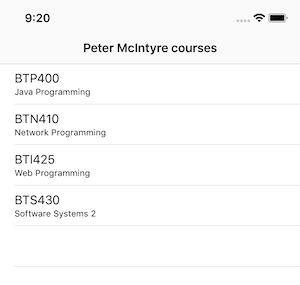 9:20
Peter McIntyre courses
BTP400
Java Programming
BTN410
Network Programming
BTI425
Web Programming
BTS430
Software Systems 2